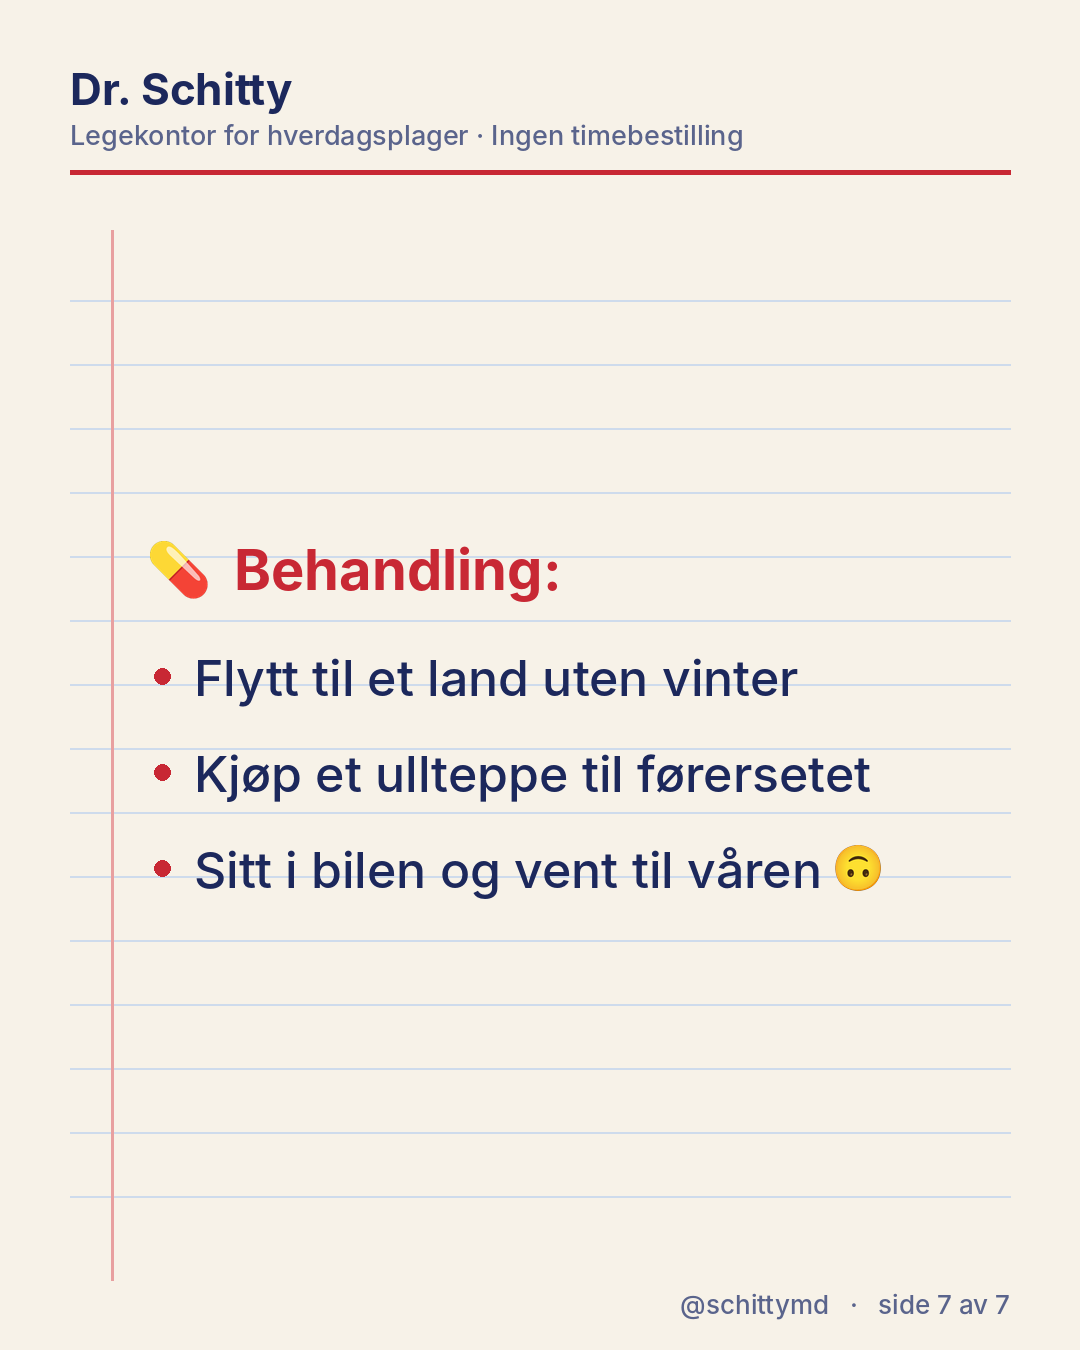 Dr. Schitty
Legekontor for hverdagsplager · Ingen timebestilling
💊 Behandling:
• Flytt til et land uten vinter
• Kjøp et ullteppe til førersetet
• Sitt i bilen og vent til våren 🙃
@schittymd · side 7 av 7